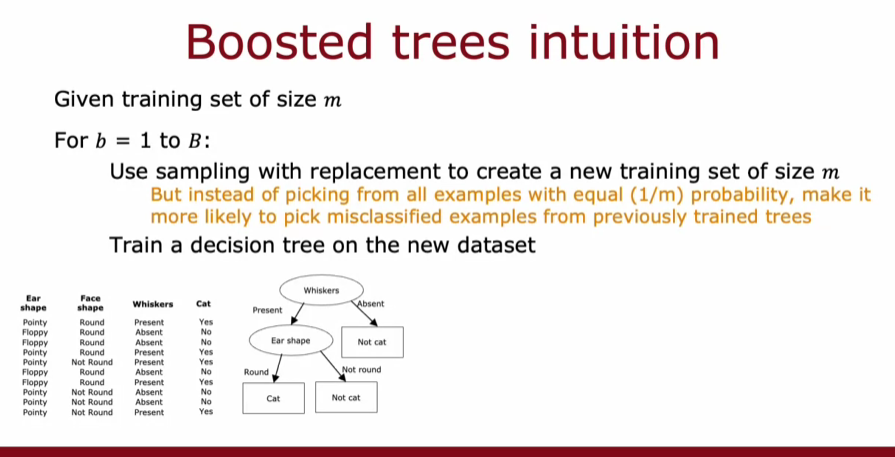 Boosted trees intuition
Given training set of size m
For b = 1 to B:
Use sampling with replacement to create a new training set of size m
But instead of picking from all examples with equal (1/m) probability, make it
more likely to pick misclassified examples from previously trained trees
Train a decision tree on the new dataset
Ear shape Face shape Whiskers Cat
Pointy Round Present Yes
Floppy Round Absent No
Floppy Round Absent No
Pointy Round Present Yes
Pointy Not Round Present Yes
Floppy Round Absent No
Floppy Round Present Yes
Pointy Not Round Absent No
Pointy Not Round Absent No
Pointy Not Round Present Yes
Whiskers
Present Absent
Ear shape Not cat
Round Not round
Cat Not cat